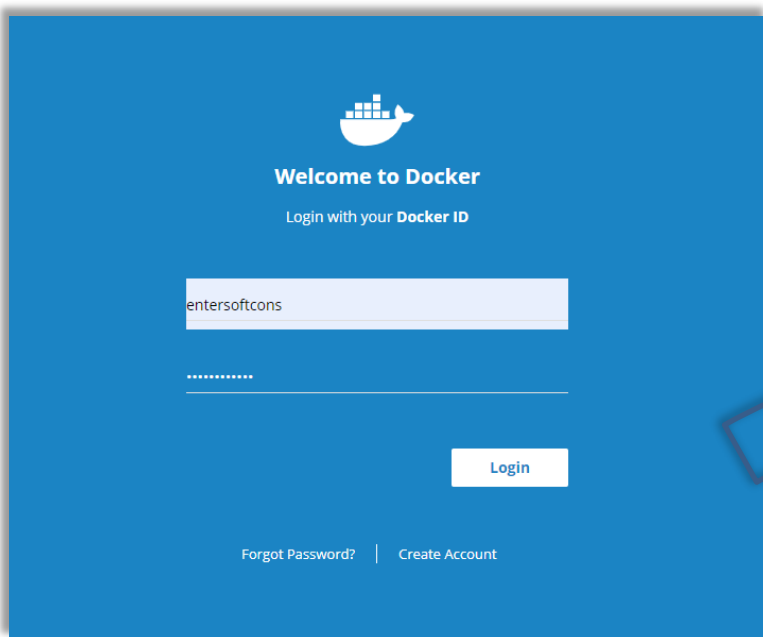 Welcome to Docker
Login with your Docker ID
entersoftcons
............
Login
Forgot Password? | Create Account